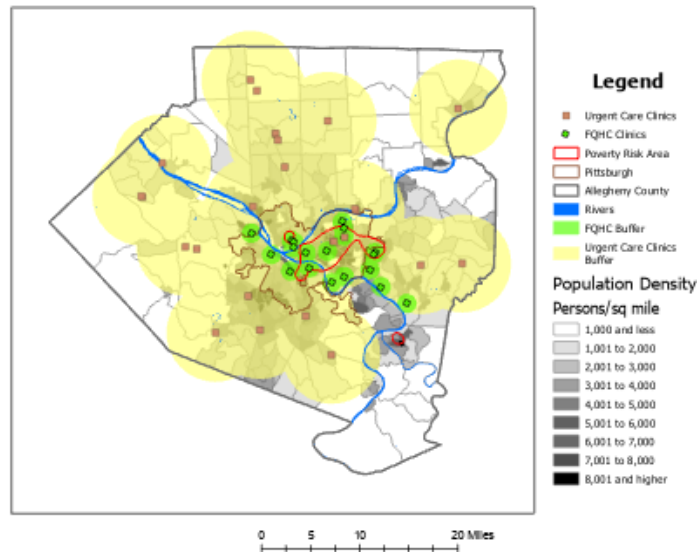 Legend
Urgent Care Clinics
FQHC Clinics
Poverty Risk Area
Pittsburgh
Allegheny County
Rivers
FQHC Buffer
Urgent Care Clinics
Buffer
Population Density
Persons/sq mile
1,000 and less
1,001 to 2,000
2,001 to 3,000
3,001 to 4,000
4,001 to 5,000
5,001 to 6,000
6,001 to 7,000
7,001 to 8,000
8,001 and higher
0 5 10 20 Miles